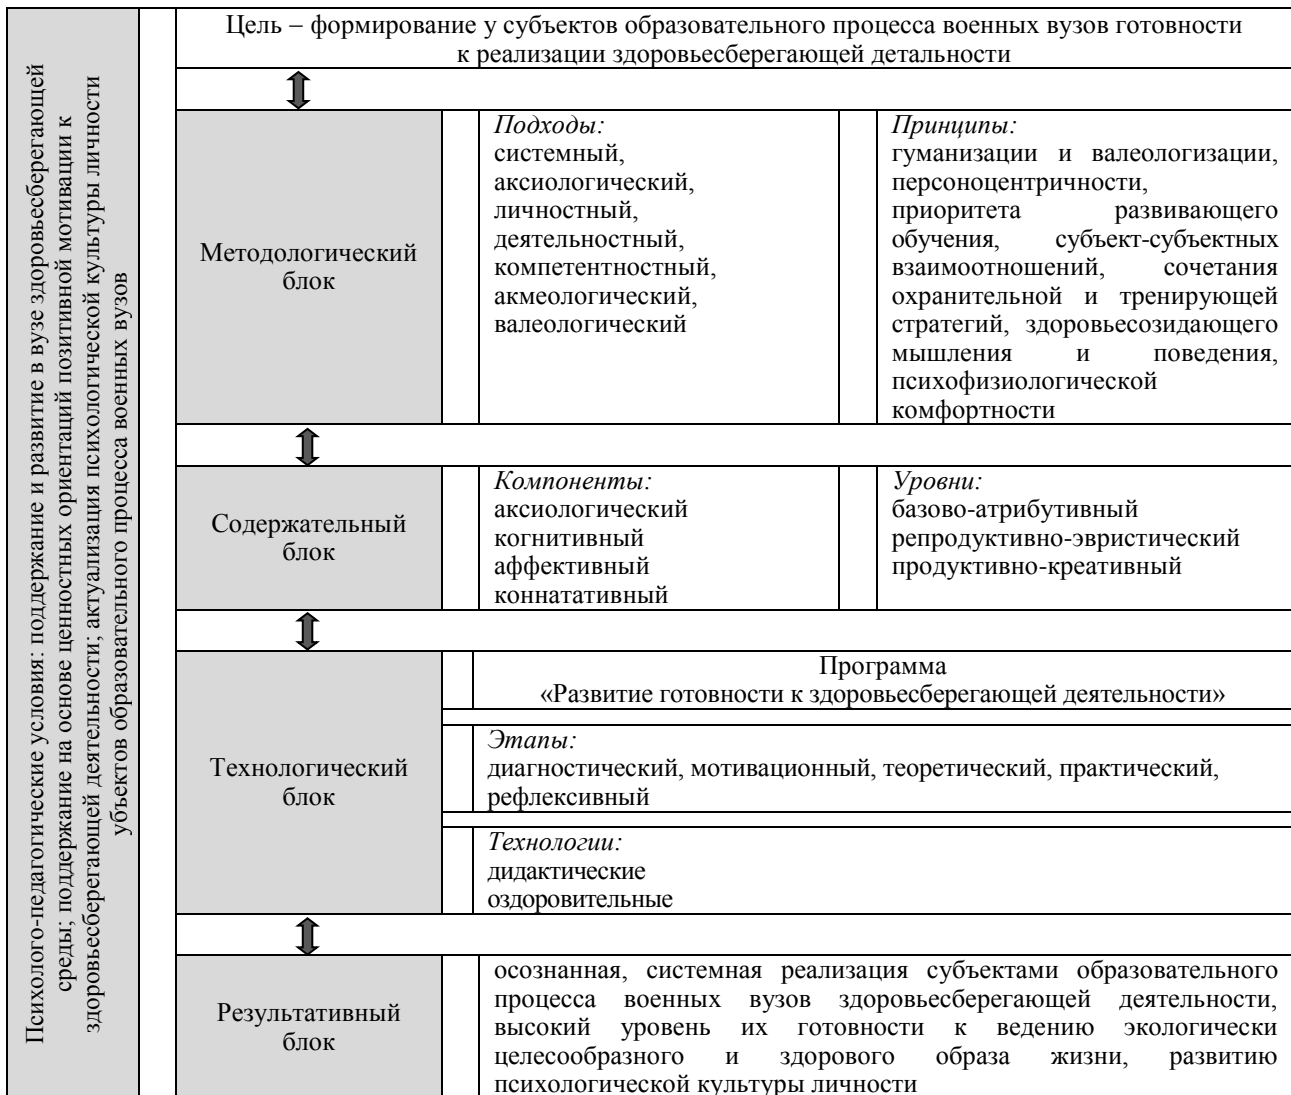 Психолого-педагогические условия: поддержание и развитие в вузе здоровьесберегающей
среды; поддержание на основе ценностных ориентаций позитивной мотивации к
здоровьесберегающей деятельности; актуализация психологической культуры личности
убъектов образовательного процесса военных вузов
Цель – формирование у субъектов образовательного процесса военных вузов готовности
к реализации здоровьесберегающей детальности
Методологический
блок
Подходы:
системный,
аксиологический,
личностный,
деятельностный,
компетентностный,
акмеологический,
валеологический
Принципы:
гуманизации и валеологизации,
персоноцентричности,
приоритета развивающего
обучения, субъект-субъектных
взаимоотношений, сочетания
охранительной и тренирующей
стратегий, здоровьесозидающего
мышления и поведения,
психофизиологической
комфортности
Содержательный
блок
Компоненты:
аксиологический
когнитивный
аффективный
коннатативный
Уровни:
базово-атрибутивный
репродуктивно-эвристический
продуктивно-креативный
Технологический
блок
Программа
«Развитие готовности к здоровьесберегающей деятельности»
Этапы:
диагностический, мотивационный, теоретический, практический,
рефлексивный
Технологии:
дидактические
оздоровительные
Результативный
блок
осознанная, системная реализация субъектами образовательного
процесса военных вузов здоровьесберегающей деятельности,
высокий уровень их готовности к ведению экологически
целесообразного и здорового образа жизни, развитию
психологической культуры личности